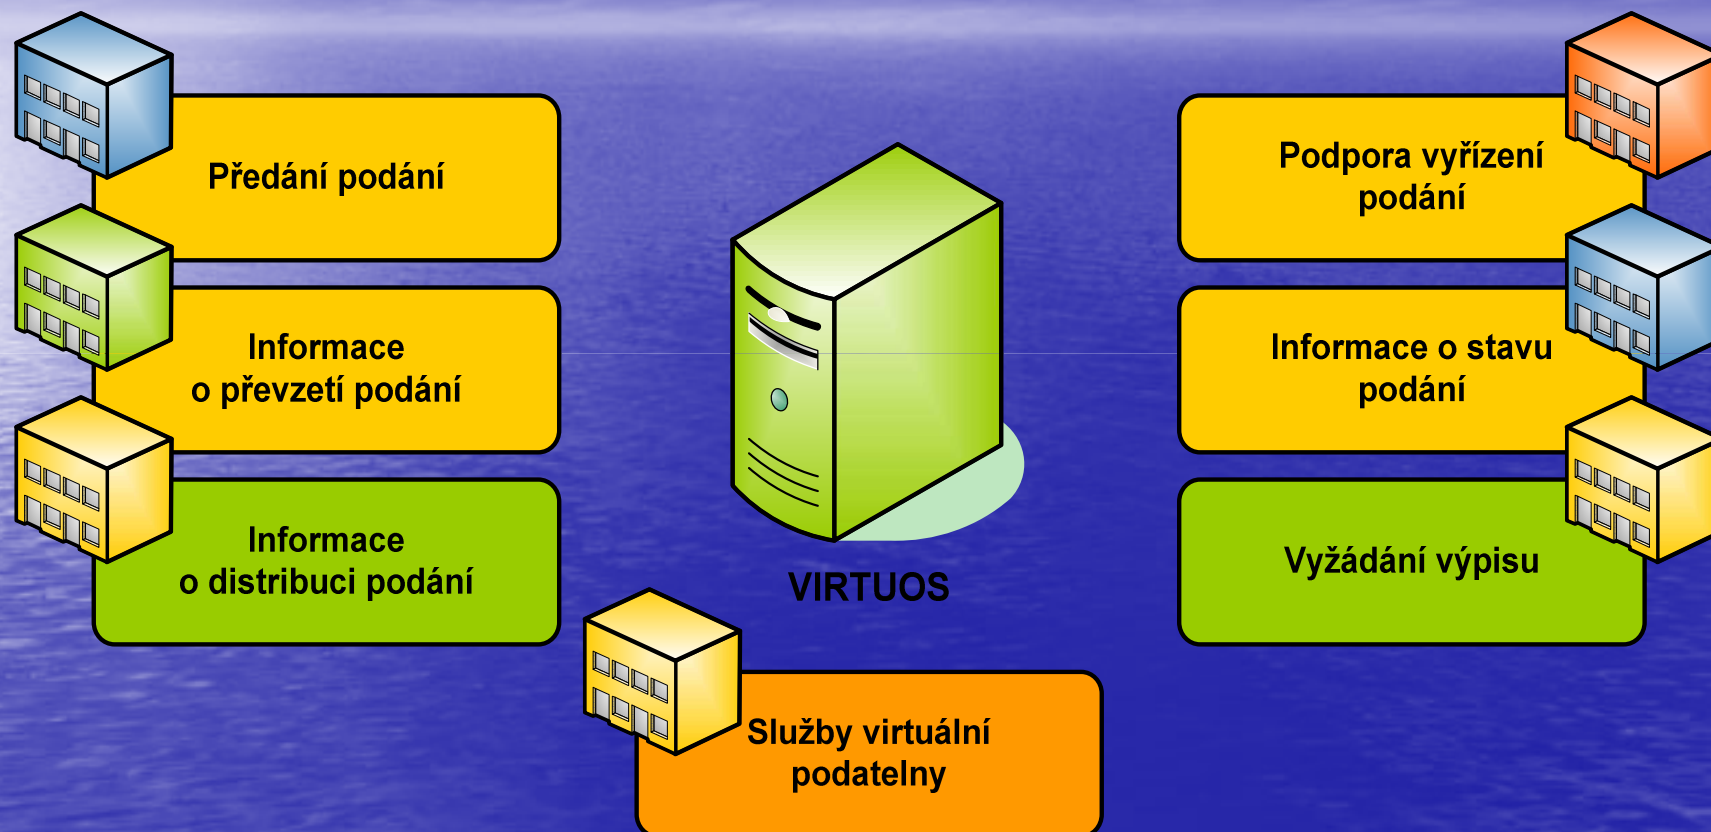 Předání podání
Informace
o převzetí podání
Informace
o distribuci podání
VIRTUOS
Podpora vyřízení
podání
Informace o stavu
podání
Vyžádání výpisu
Služby virtuální
podatelny